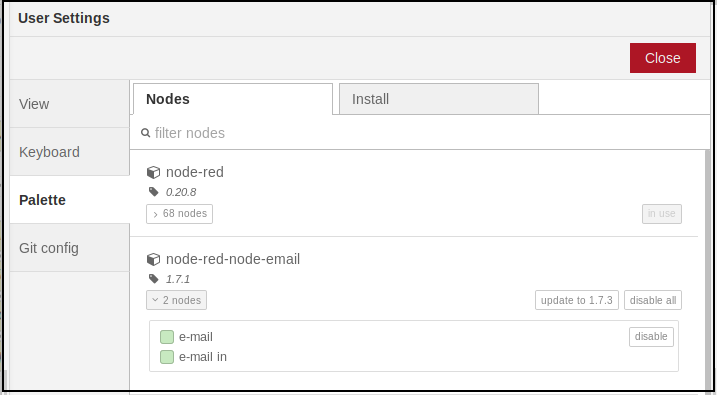 User Settings
Close
View
Keyboard
Palette
Git config
Nodes
Install
filter nodes
node-red
0.20.8
68 nodes
in use
node-red-node-email
1.7.1
2 nodes
update to 1.7.3
disable all
e-mail
disable
e-mail in